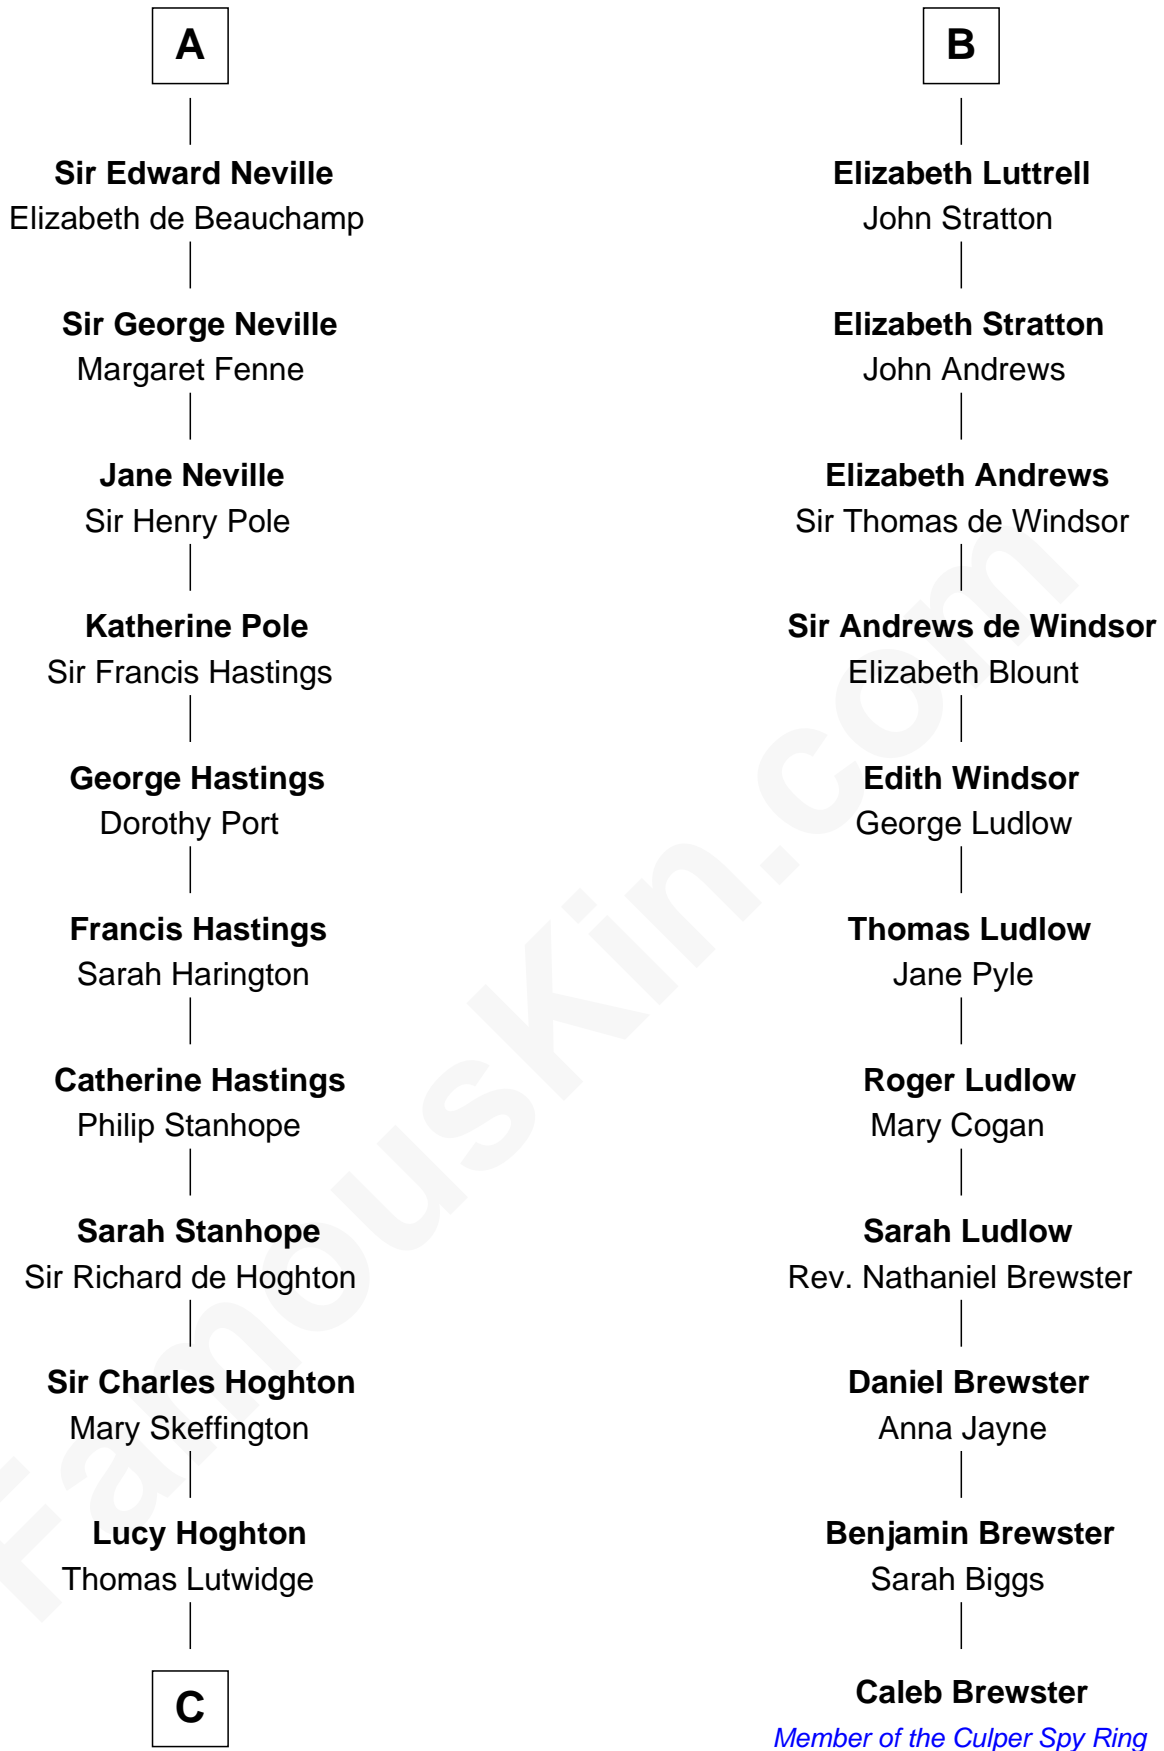 A
Sir Edward Neville
Elizabeth de Beauchamp
Sir George Neville
Margaret Fenne
Jane Neville
Sir Henry Pole
Katherine Pole
Sir Francis Hastings
George Hastings
Dorothy Port
Francis Hastings
Sarah Harington
Catherine Hastings
Philip Stanhope
Sarah Stanhope
Sir Richard de Hoghton
Sir Charles Hoghton
Mary Skeffington
Lucy Hoghton
Thomas Lutwidge
C
B
Elizabeth Luttrell
John Stratton
Elizabeth Stratton
John Andrews
Elizabeth Andrews
Sir Thomas de Windsor
Sir Andrews de Windsor
Elizabeth Blount
Edith Windsor
George Ludlow
Thomas Ludlow
Jane Pyle
Roger Ludlow
Mary Cogan
Sarah Ludlow
Rev. Nathaniel Brewster
Daniel Brewster
Anna Jayne
Benjamin Brewster
Sarah Biggs
Caleb Brewster
Member of the Culper Spy Ring
FamousKin.com